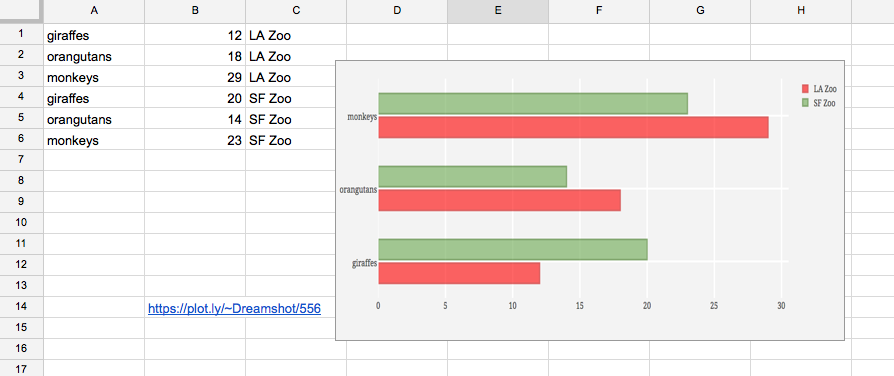 A B C D E F G H
1 giraffes 12 LA Zoo
2 orangutans 18 LA Zoo
3 monkeys 29 LA Zoo
4 giraffes 20 SF Zoo
5 orangutans 14 SF Zoo
6 monkeys 23 SF Zoo
7
8
9
10
11
12
13
14 https://plot.ly/~Dreamshot/556
15
16
17
LA Zoo
SF Zoo
monkeys
orangutans
giraffes
0 5 10 15 20 25 30